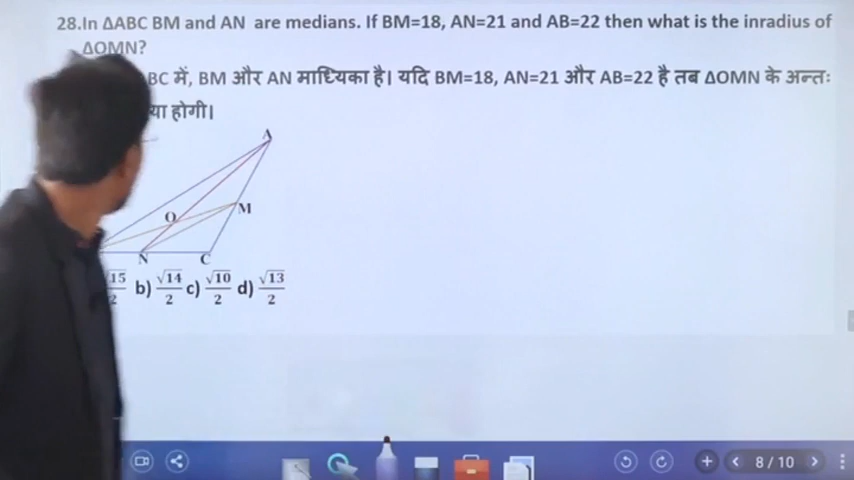 28.In ΔABC BM and AN are medians. If BM=18, AN=21 and AB=22 then what is the inradius of
ΔOMN?
BC में, BM और AN माध्यिका है। यदि BM=18, AN=21 और AB=22 है तब ΔOMN के अन्तः
होगी।
A
O
M
N
C
√15/2 b) √14/2 c) √10/2 d) √13/2
8 / 10